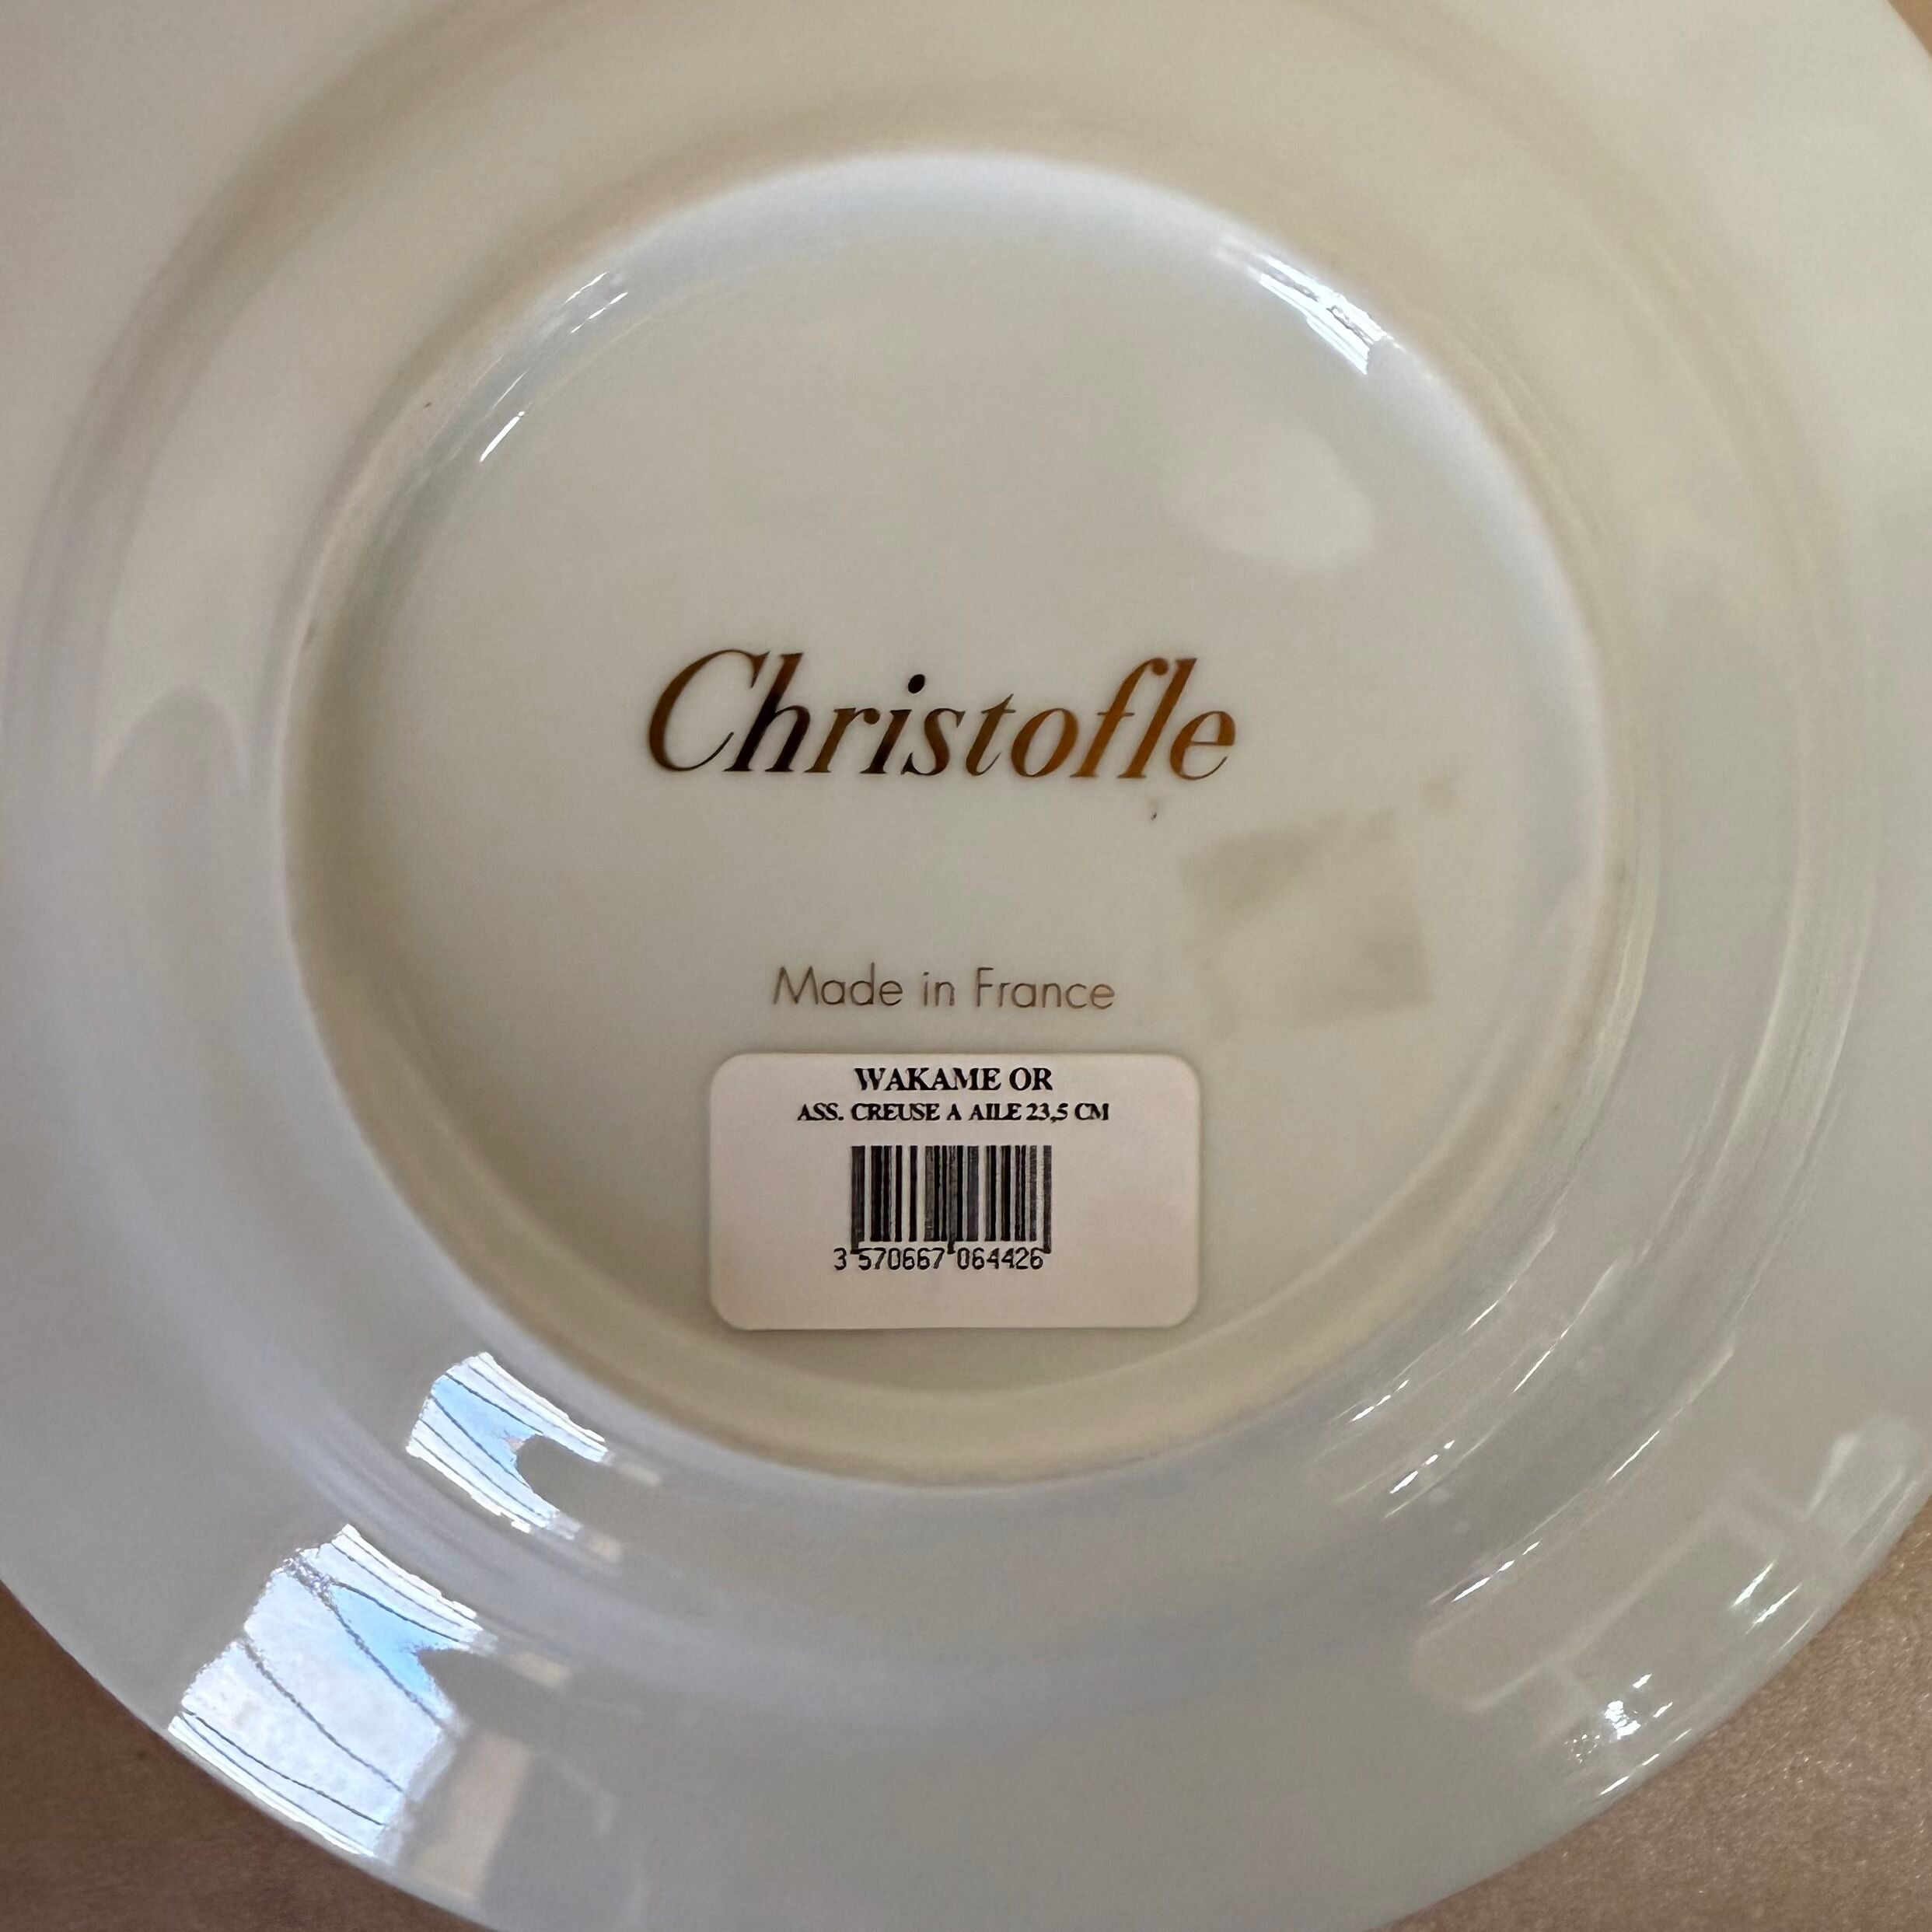 Christofle
Made in France
WAKAME OR
ASS. CREUSE A AILE 23,5 CM
3 570667 064426